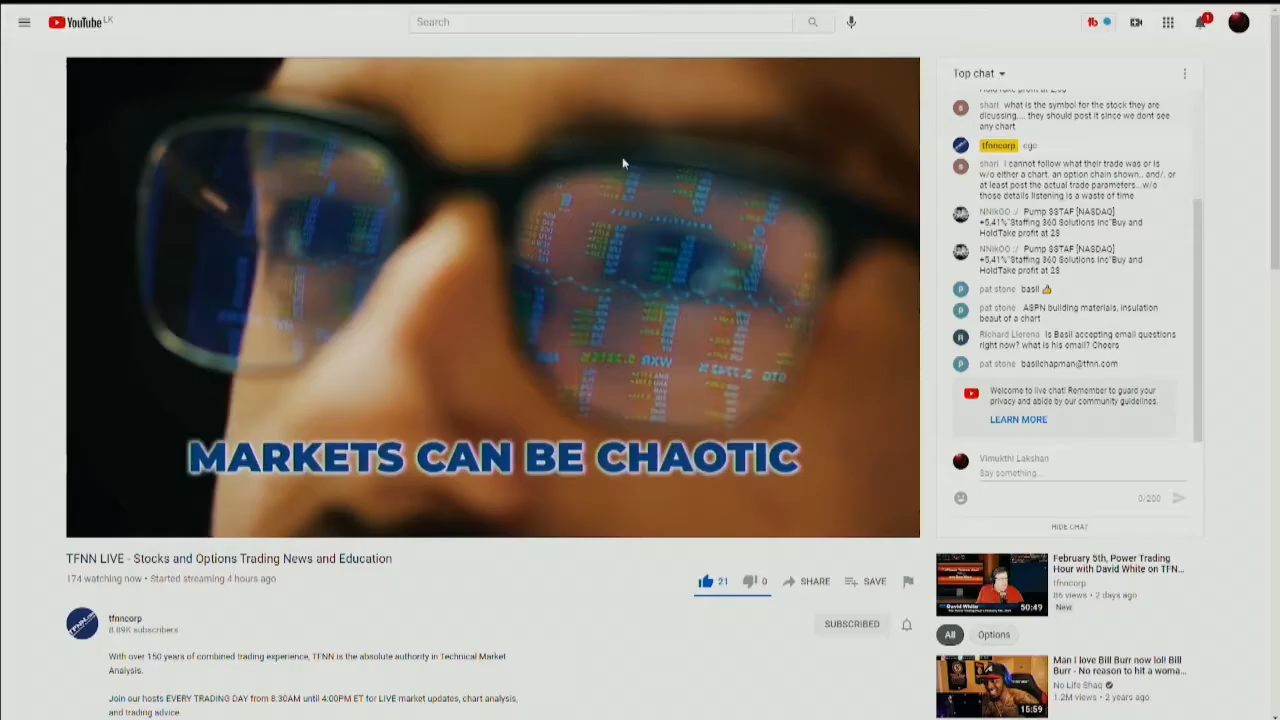 YouTube LK
Search
1
MARKETS CAN BE CHAOTIC
TFNN LIVE - Stocks and Options Trading News and Education
174 watching now • Started streaming 4 hours ago
21
0
SHARE
SAVE
tfnncorp
8.89K subscribers
SUBSCRIBED
With over 150 years of combined trading experience, TFNN is the absolute authority in Technical Market
Analysis.
Join our hosts EVERY TRADING DAY from 8:30AM until 4:00PM ET for LIVE market updates, chart analysis,
and trading advice
Top chat
shari what is the symbol for the stock they are
dicussing.... they should post it since we dont see
any chart
tfnncorp cgc
shari I cannot follow what their trade was or is
w/o either a chart. an option chain shown.. and/. or
at least post the actual trade parameters...w/o
those details listening is a waste of time
NNikOO :/ Pump $STAF [NASDAQ]
+5,41%"Staffing 360 Solutions Inc"Buy and
HoldTake profit at 2$
NNikOO :/ Pump $STAF [NASDAQ]
+5,41%"Staffing 360 Solutions Inc"Buy and
HoldTake profit at 2$
pat stone basil 👍
pat stone ASPN building materials, insulation
beaut of a chart
Richard Llerena Is Basil accepting email questions
right now? what is his email? Cheers
pat stone basilchapman@tfnn.com
Welcome to live chat! Remember to guard your
privacy and abide by our community guidelines.
LEARN MORE
Vimukthi Lakshan
Say something...
0/200
HIDE CHAT
February 5th, Power Trading
Hour with David White on TFN...
tfnncorp
86 views • 2 days ago
New
David White
50:49
All
Options
Man I love Bill Burr now lol! Bill
Burr - No reason to hit a woma...
No Life Shaq
1.2M views • 2 years ago
15:59